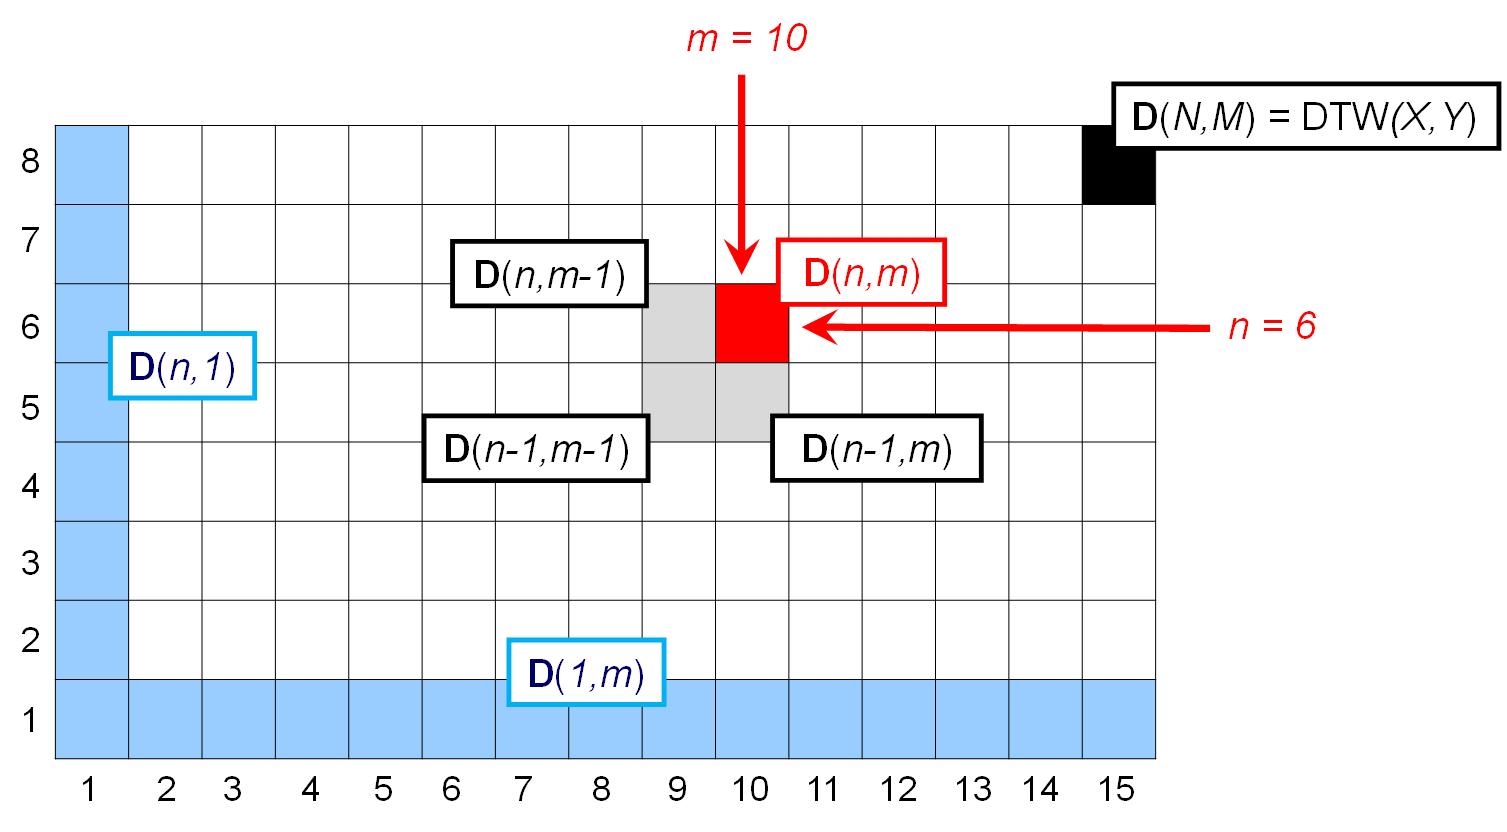 m = 10
D(N,M) = DTW(X,Y)
8
7
D(n,m-1)
D(n,m)
6
n = 6
D(n,1)
5
D(n-1,m-1)
D(n-1,m)
4
3
2
D(1,m)
1
1 2 3 4 5 6 7 8 9 10 11 12 13 14 15